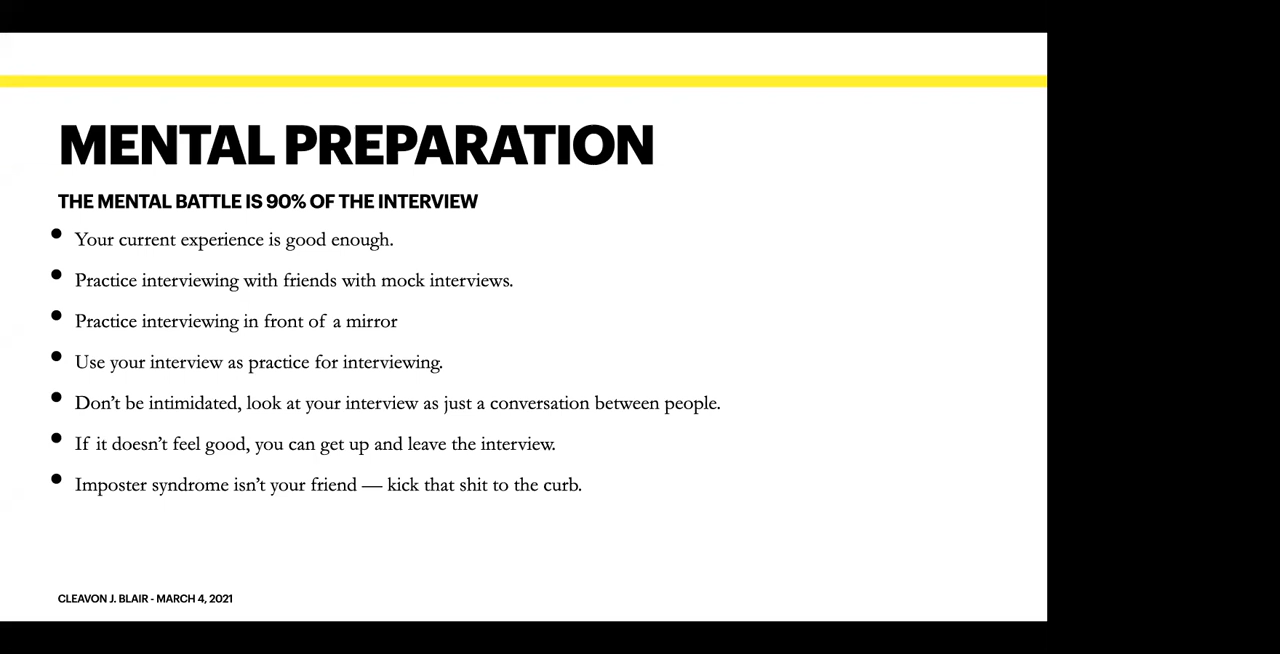 MENTAL PREPARATION
THE MENTAL BATTLE IS 90% OF THE INTERVIEW
• Your current experience is good enough.
• Practice interviewing with friends with mock interviews.
• Practice interviewing in front of a mirror
• Use your interview as practice for interviewing.
• Don’t be intimidated, look at your interview as just a conversation between people.
• If it doesn’t feel good, you can get up and leave the interview.
• Imposter syndrome isn’t your friend — kick that shit to the curb.
CLEAVON J. BLAIR - MARCH 4, 2021